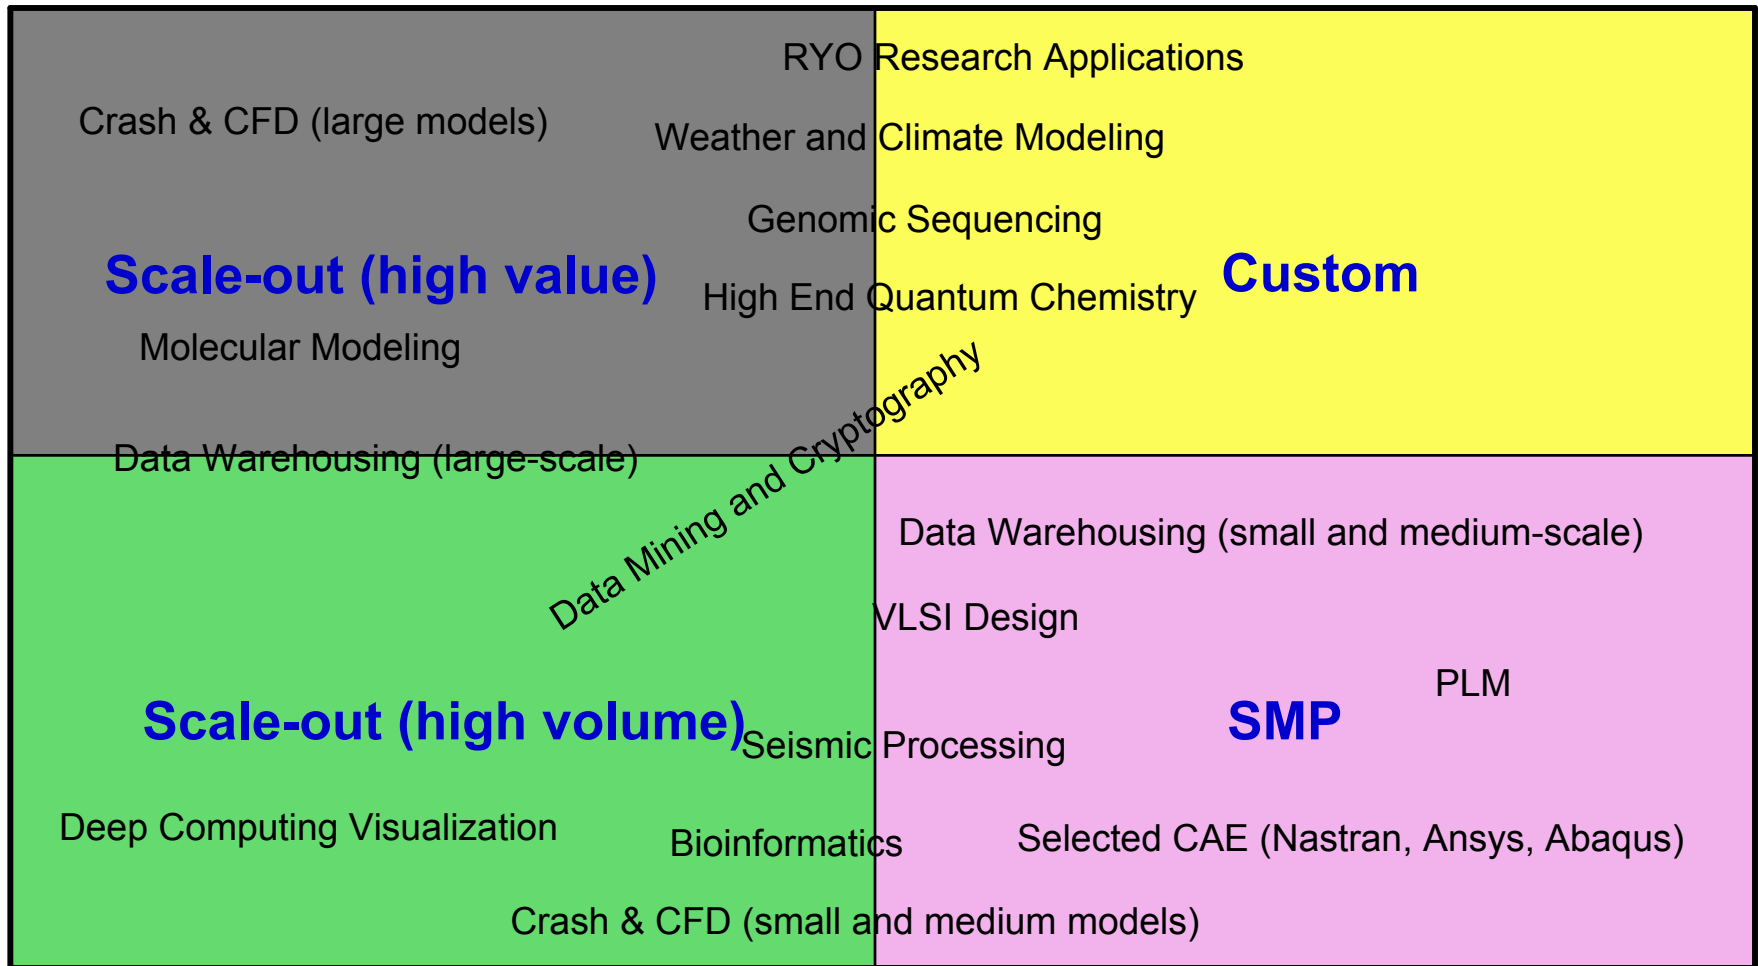 RYO Research Applications
Crash & CFD (large models)
Weather and Climate Modeling
Genomic Sequencing
Scale-out (high value)
Custom
High End Quantum Chemistry
Molecular Modeling
Data Mining and Cryptography
Data Warehousing (large-scale)
Data Warehousing (small and medium-scale)
VLSI Design
PLM
Scale-out (high volume)
SMP
Seismic Processing
Deep Computing Visualization
Bioinformatics
Selected CAE (Nastran, Ansys, Abaqus)
Crash & CFD (small and medium models)